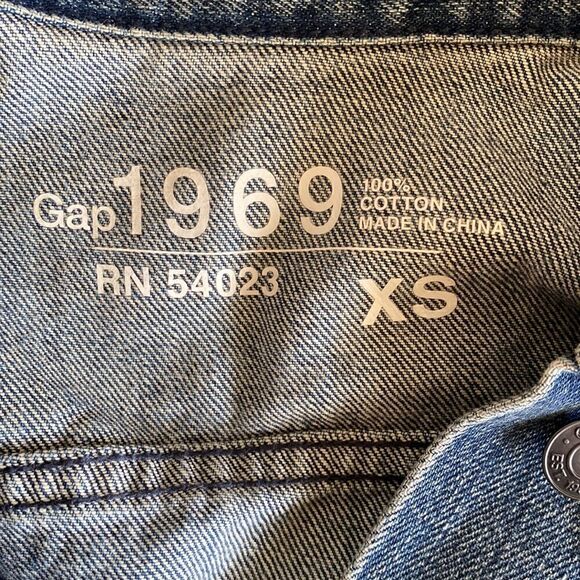 Gap 1969 100% COTTON MADE IN CHINA
RN 54023 XS